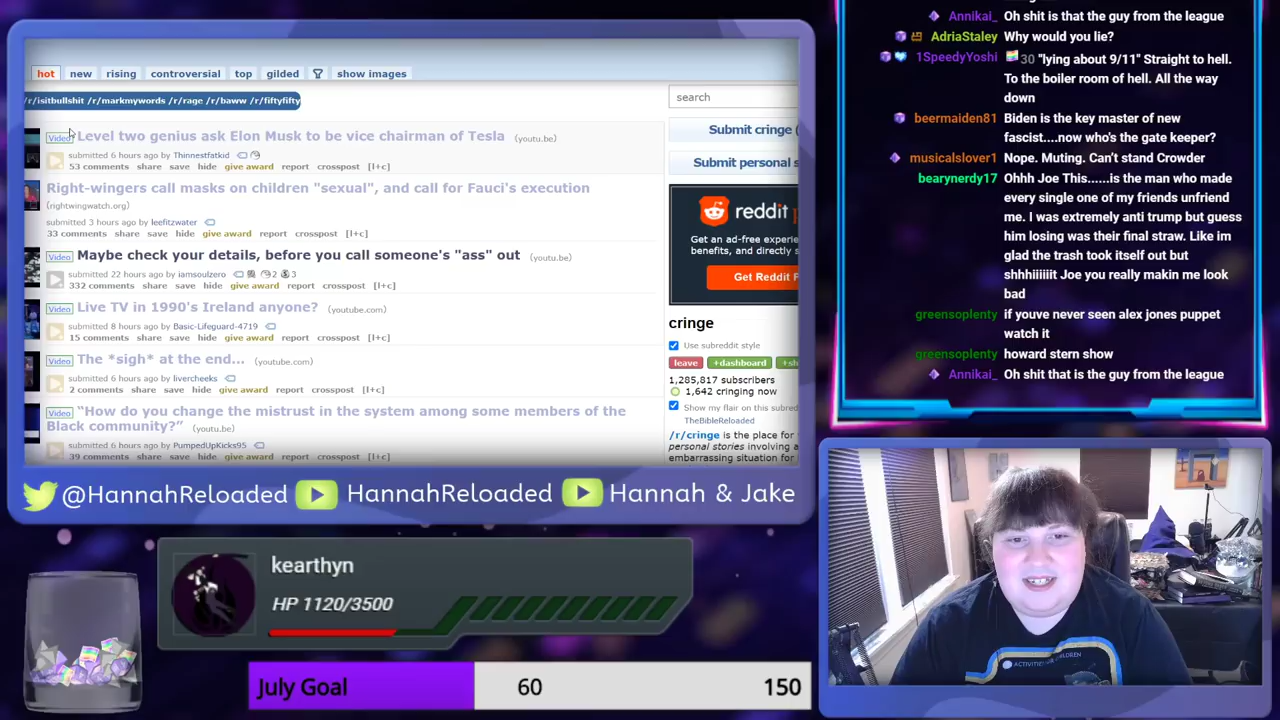 hot new rising controversial top gilded show images
/r/isitbullshit /r/markmywords /r/rage /r/baww /r/fiftyfifty
Video Level two genius ask Elon Musk to be vice chairman of Tesla (youtu.be)
submitted 6 hours ago by Thinnestfatkid
53 comments share save hide give award report crosspost [l+c]
Right-wingers call masks on children "sexual", and call for Fauci's execution
(rightwingwatch.org)
submitted 3 hours ago by leefitzwater
33 comments share save hide give award report crosspost [l+c]
Video Maybe check your details, before you call someone's "ass" out (youtu.be)
submitted 22 hours ago by iamsoulzero 2 3
332 comments share save hide give award report crosspost [l+c]
Video Live TV in 1990's Ireland anyone? (youtube.com)
submitted 8 hours ago by Basic-Lifeguard-4719
15 comments share save hide give award report crosspost [l+c]
Video The *sigh* at the end... (youtube.com)
submitted 6 hours ago by livercheeks
2 comments share save hide give award report crosspost [l+c]
Video "How do you change the mistrust in the system among some members of the
Black community?" (youtu.be)
submitted 6 hours ago by PumpedUpKicks95
39 comments share save hide give award report crosspost [l+c]
search
Submit cringe (
Submit personal s
reddit
Get an ad-free experie
benefits, and directly
Get Reddit P
cringe
Use subreddit style
leave +dashboard +sh
1,285,817 subscribers
1,642 cringing now
Show my flair on this subred
TheBibleReloaded
/r/cringe is the place for
personal stories involving a
embarrassing situation for
@HannahReloaded HannahReloaded Hannah & Jake
kearthyn
HP 1120/3500
July Goal 60 150
Annikai_ Oh shit is that the guy from the league
AdriaStaley Why would you lie?
1SpeedyYoshi 30 "lying about 9/11" Straight to hell.
To the boiler room of hell. All the way
down
beermaiden81 Biden is the key master of new
fascist....now who's the gate keeper?
musicalslover1 Nope. Muting. Can't stand Crowder
bearynerdy17 Ohhh Joe This......is the man who made
every single one of my friends unfriend
me. I was extremely anti trump but guess
him losing was their final straw. Like im
glad the trash took itself out but
shhhiiiiiit Joe you really makin me look
bad
greensoplenty if youve never seen alex jones puppet
watch it
greensoplenty howard stern show
Annikai_ Oh shit that is the guy from the league